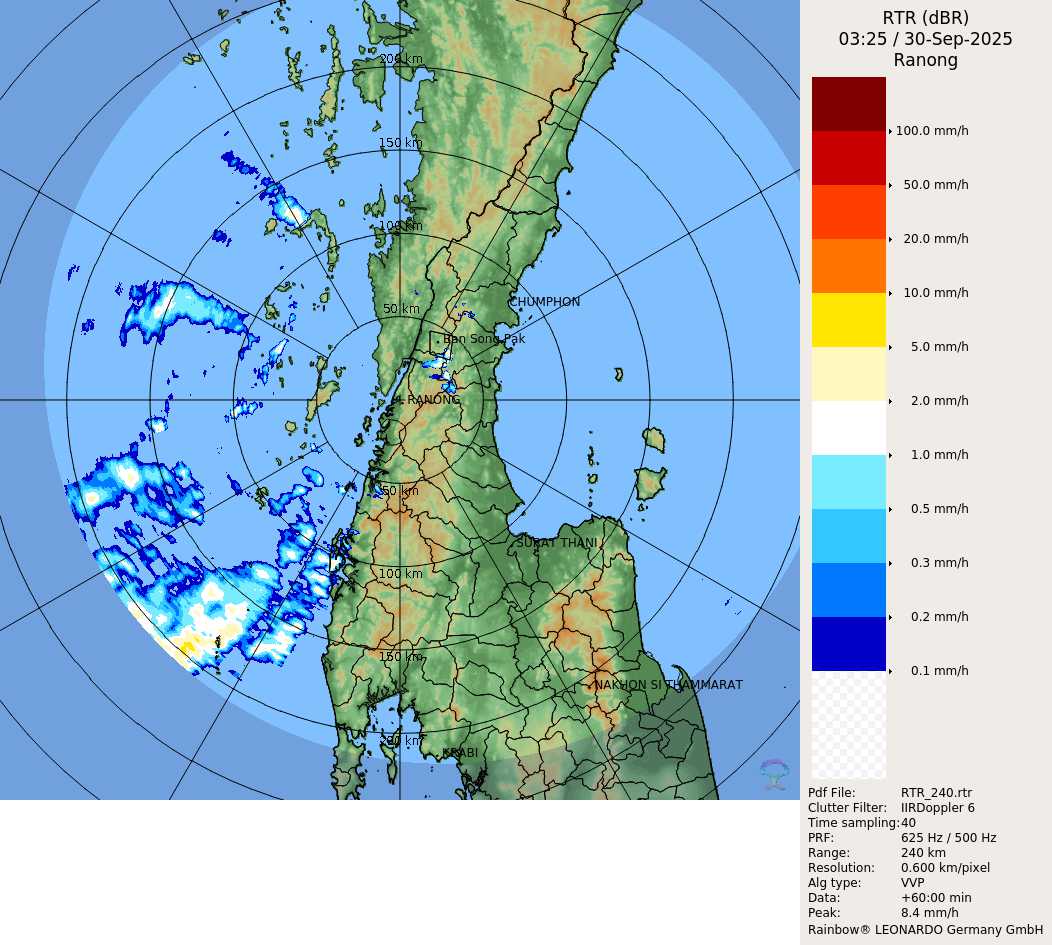 RTR (dBR)
03:25 / 30-Sep-2025
Ranong
100.0 mm/h
50.0 mm/h
20.0 mm/h
10.0 mm/h
5.0 mm/h
2.0 mm/h
1.0 mm/h
0.5 mm/h
0.3 mm/h
0.2 mm/h
0.1 mm/h
200 km
150 km
100 km
50 km
CHUMPHON
Ban Song Pak
RANONG
50 km
SURAT THANI
100 km
150 km
NAKHON SI THAMMARAT
200 km
KRABI
Pdf File: RTR_240.rtr
Clutter Filter: IIRDoppler 6
Time sampling: 40
PRF: 625 Hz / 500 Hz
Range: 240 km
Resolution: 0.600 km/pixel
Alg type: VVP
Data: +60:00 min
Peak: 8.4 mm/h
Rainbow® LEONARDO Germany GmbH